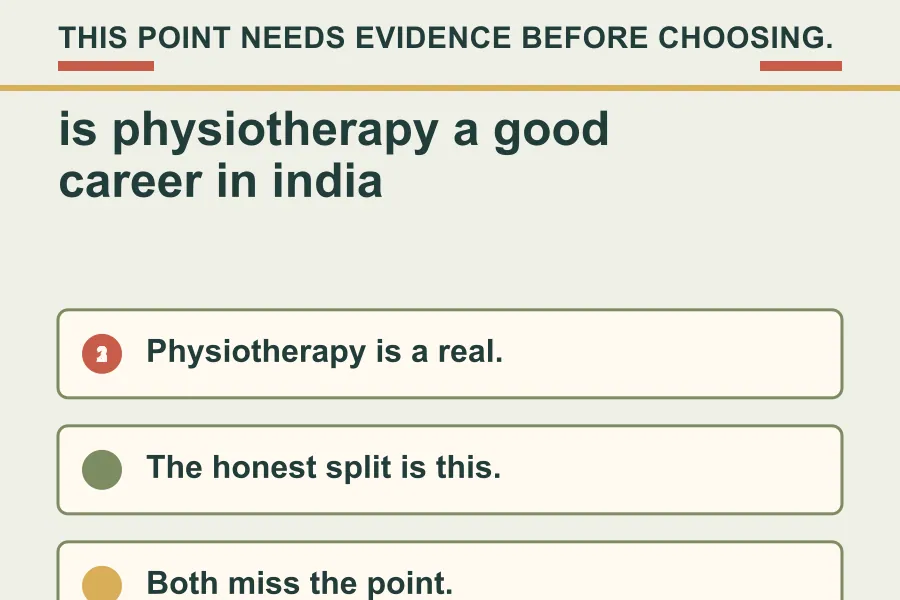 THIS POINT NEEDS EVIDENCE BEFORE CHOOSING.
is physiotherapy a good
career in india
Physiotherapy is a real.
The honest split is this.
Both miss the point.